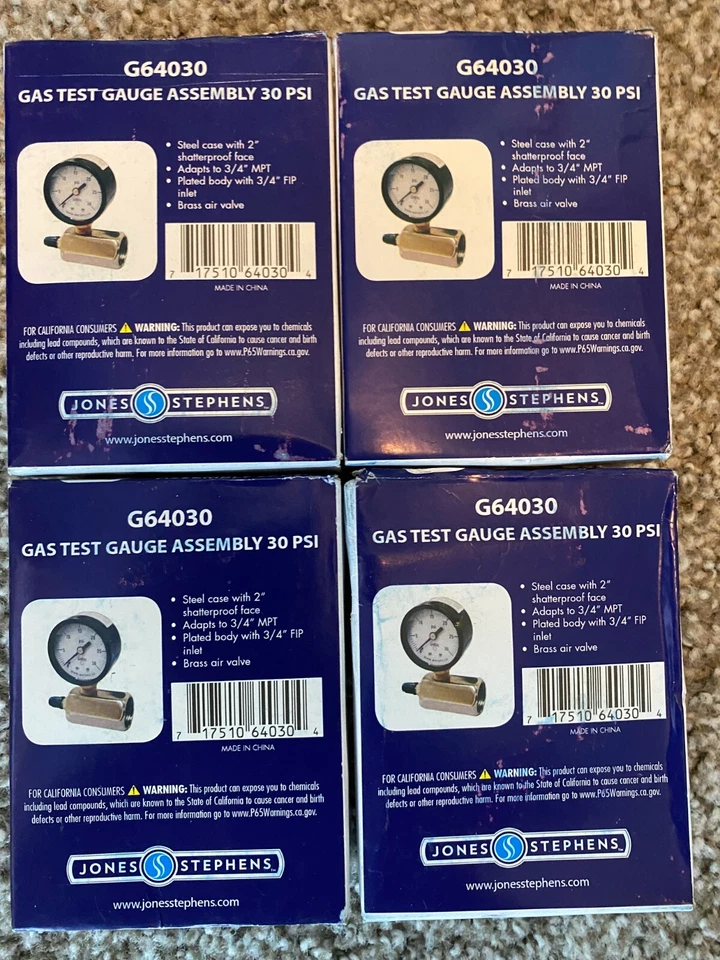 G64030
GAS TEST GAUGE ASSEMBLY 30 PSI
• Steel case with 2"
shatterproof face
• Adapts to 3/4" MPT
• Plated body with 3/4" FIP
inlet
• Brass air valve
7 17510 64030 4
MADE IN CHINA
FOR CALIFORNIA CONSUMERS ⚠ WARNING: This product can expose you to chemicals
including lead compounds, which are known to the State of California to cause cancer and birth
defects or other reproductive harm. For more information go to www.P65Warnings.ca.gov.
JONES STEPHENS
www.jonesstephens.com
G64030
GAS TEST GAUGE ASSEMBLY 30 PSI
• Steel case with 2"
shatterproof face
• Adapts to 3/4" MPT
• Plated body with 3/4" FIP
inlet
• Brass air valve
7 17510 64030 4
MADE IN CHINA
FOR CALIFORNIA CONSUMERS ⚠ WARNING: This product can expose you to chemicals
including lead compounds, which are known to the State of California to cause cancer and birth
defects or other reproductive harm. For more information go to www.P65Warnings.ca.gov.
JONES STEPHENS
www.jonesstephens.com
G64030
GAS TEST GAUGE ASSEMBLY 30 PSI
• Steel case with 2"
shatterproof face
• Adapts to 3/4" MPT
• Plated body with 3/4" FIP
inlet
• Brass air valve
7 17510 64030 4
MADE IN CHINA
FOR CALIFORNIA CONSUMERS ⚠ WARNING: This product can expose you to chemicals
including lead compounds, which are known to the State of California to cause cancer and birth
defects or other reproductive harm. For more information go to www.P65Warnings.ca.gov.
JONES STEPHENS™
www.jonesstephens.com
G64030
GAS TEST GAUGE ASSEMBLY 30 PSI
• Steel case with 2"
shatterproof face
• Adapts to 3/4" MPT
• Plated body with 3/4" FIP
inlet
• Brass air valve
7 17510 64030 4
MADE IN CHINA
FOR CALIFORNIA CONSUMERS ⚠ WARNING: This product can expose you to chemicals
including lead compounds, which are known to the State of California to cause cancer and birth
defects or other reproductive harm. For more information go to www.P65Warnings.ca.gov.
JONES STEPHENS™
www.jonesstephens.com